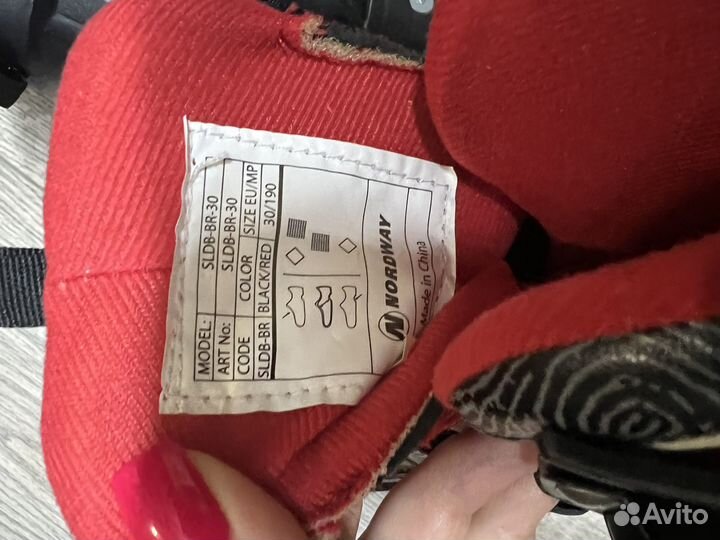 MODEL: SLDB-BR-30
ART No: SLDB-BR-30
CODE COLOR SIZE EU/MP
SLDB-BR BLACK/RED 30/190
NORDWAY
Made in China
Avito